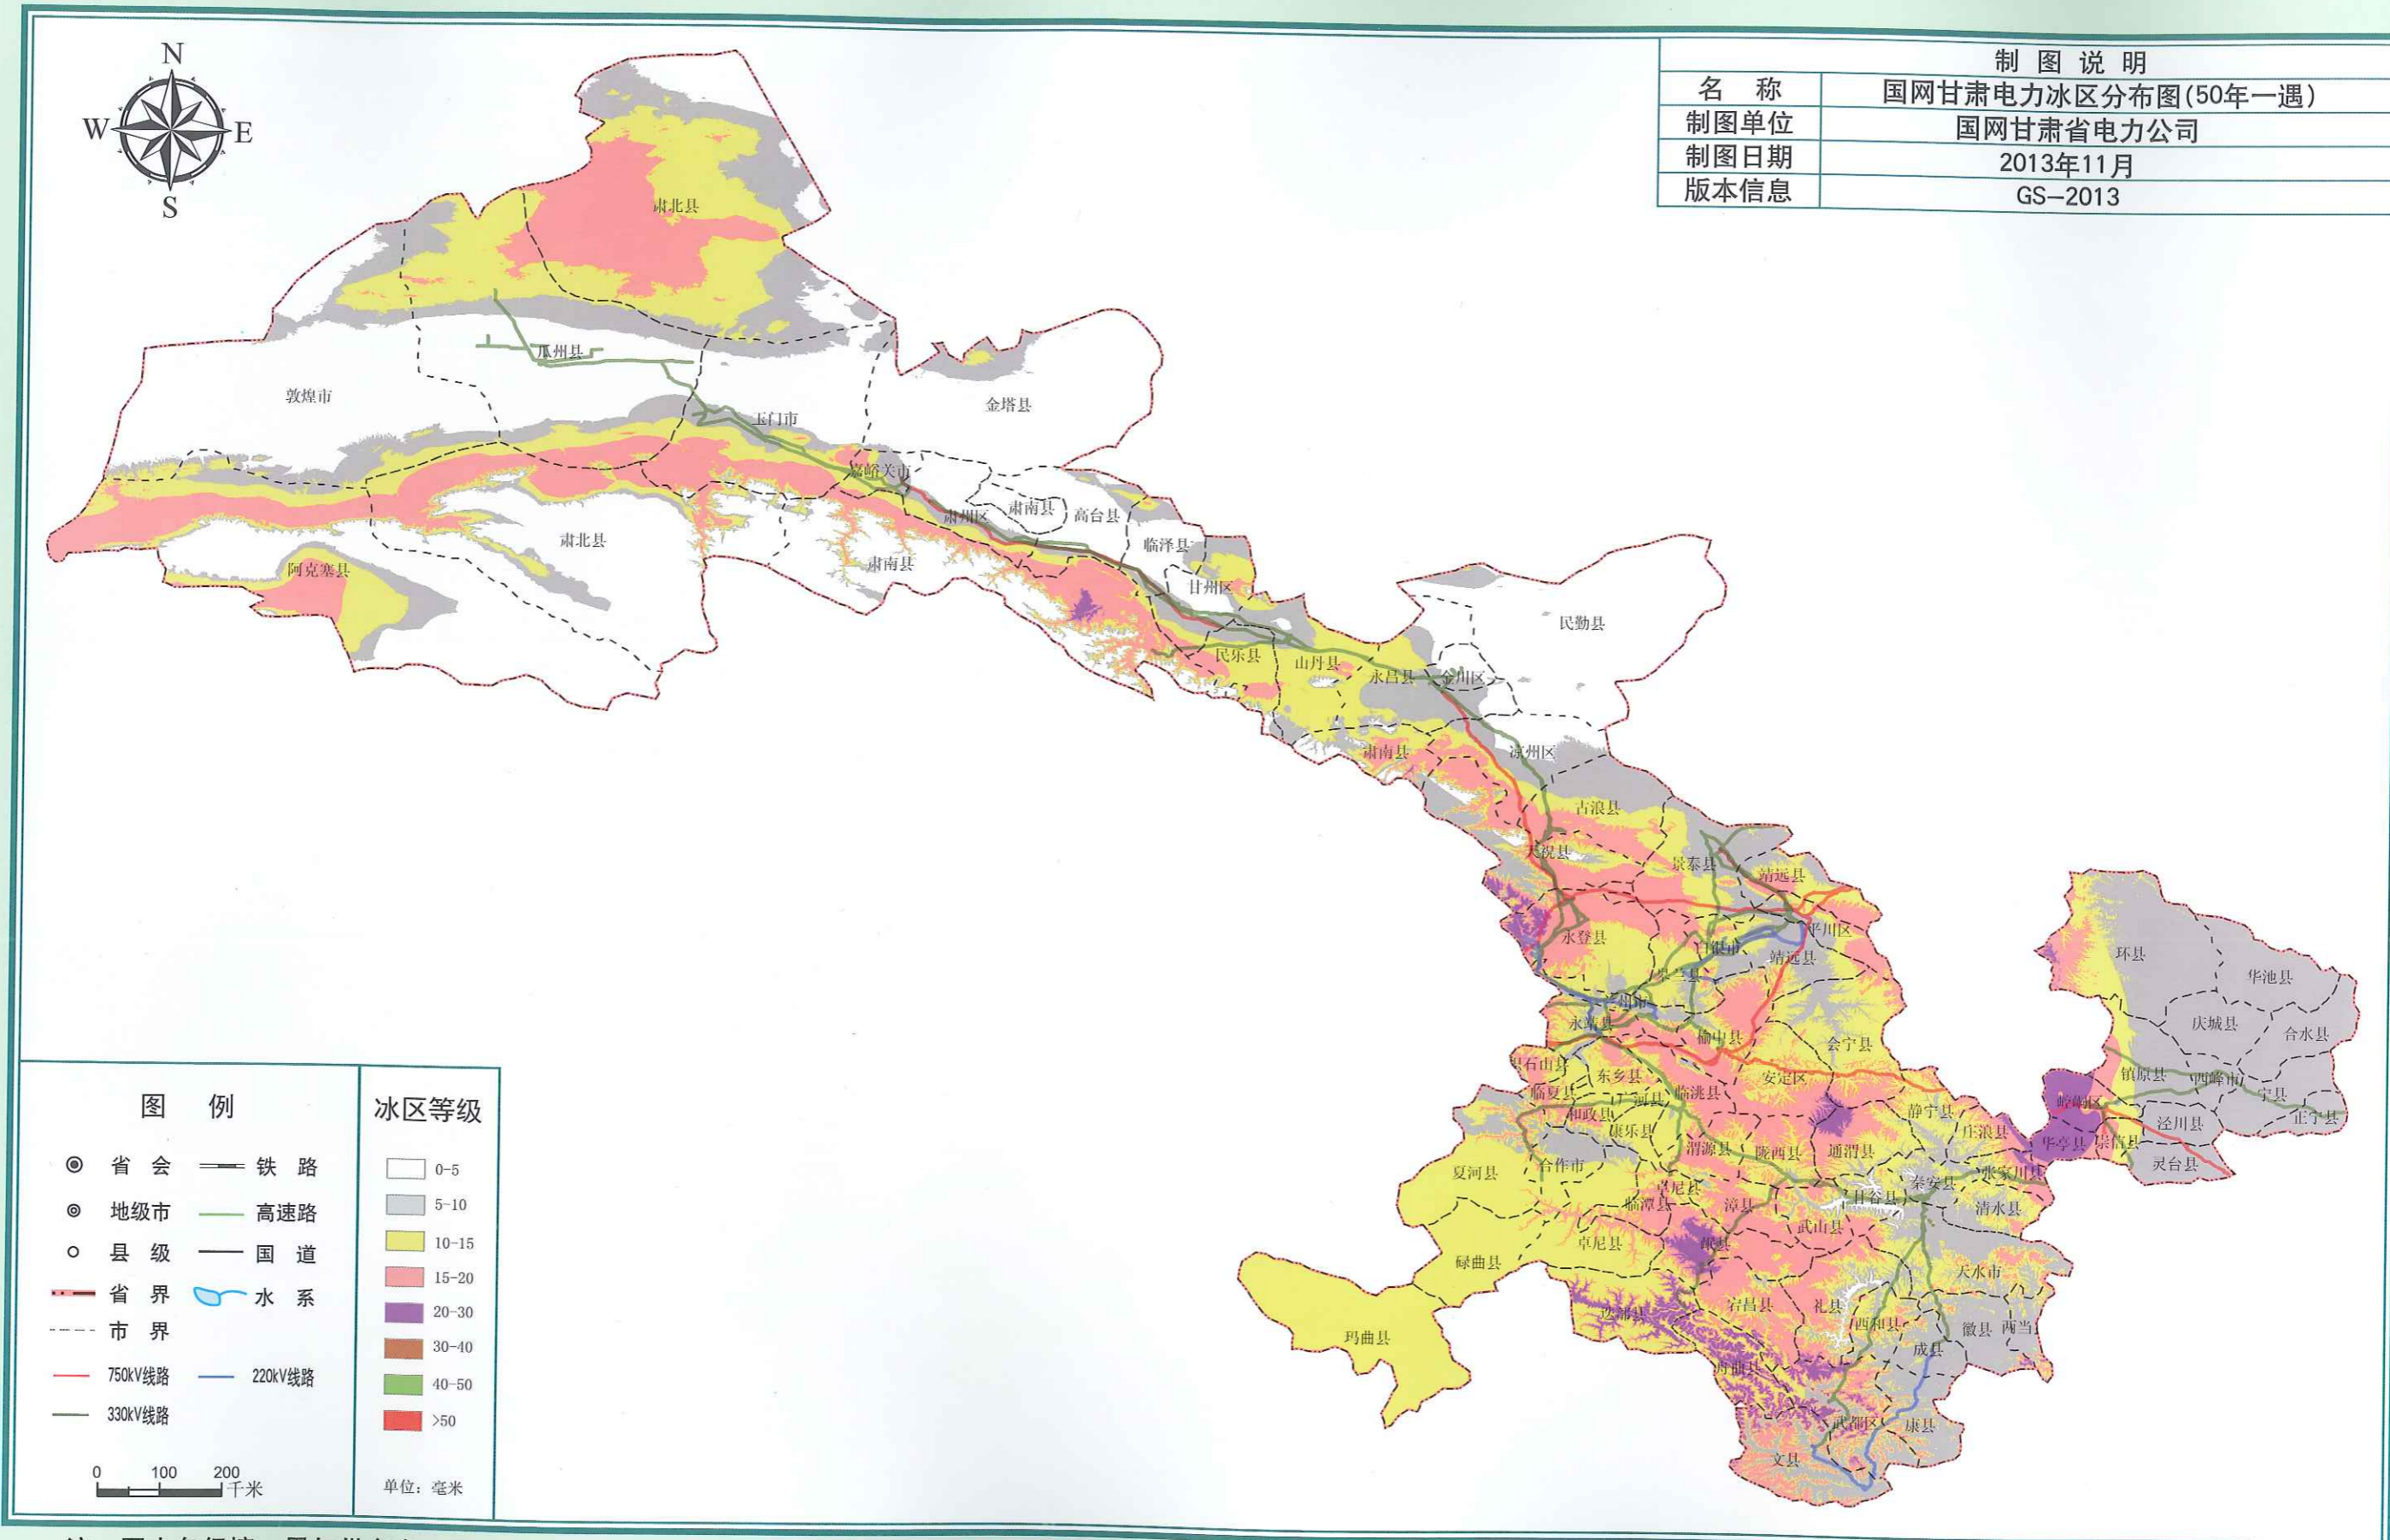 N
W E
S
制图说明
名 称 国网甘肃电力冰区分布图(50年一遇)
制图单位 国网甘肃省电力公司
制图日期 2013年11月
版本信息 GS-2013
肃北县
瓜州县
敦煌市
玉门市
金塔县
嘉峪关市
肃州区
肃南县
高台县
肃北县
临泽县
肃南县
阿克塞县
甘州区
民勤县
民乐县
山丹县
永昌县
金川区
肃南县
凉州区
古浪县
天祝县
景泰县
靖远县
永登县
白银市
平川区
靖远县
环县
华池县
皋兰县
庆城县
合水县
永靖县
榆中县
会宁县
东乡县
临洮县
安定区
镇原县
西峰市
宁县
正宁县
临夏县
和政县
康乐县
静宁县
庄浪县
崆峒区
华亭县
崇信县
泾川县
灵台县
渭源县
陇西县
通渭县
夏河县
合作市
卓尼县
临潭县
漳县
武山县
甘谷县
秦安县
张家川县
清水县
岷县
卓尼县
碌曲县
天水市
玛曲县
迭部县
宕昌县
礼县
西和县
成县
徽县
两当
舟曲县
武都区
康县
文县
图 例
省 会 铁 路
地级市 高速路
县 级 国 道
省 界 水 系
市 界
750kV线路 220kV线路
330kV线路
0 100 200
千米
冰区等级
0-5
5-10
10-15
15-20
20-30
30-40
40-50
>50
单位：毫米